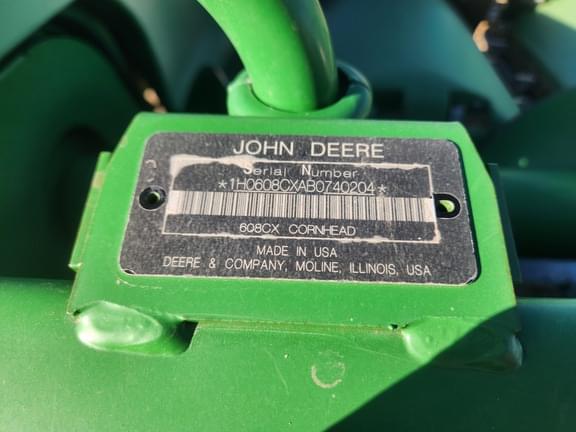 JOHN DEERE
Serial Number
*1H0608CXAB0740204*
608CX CORNHEAD
MADE IN USA
DEERE & COMPANY, MOLINE, ILLINOIS, USA